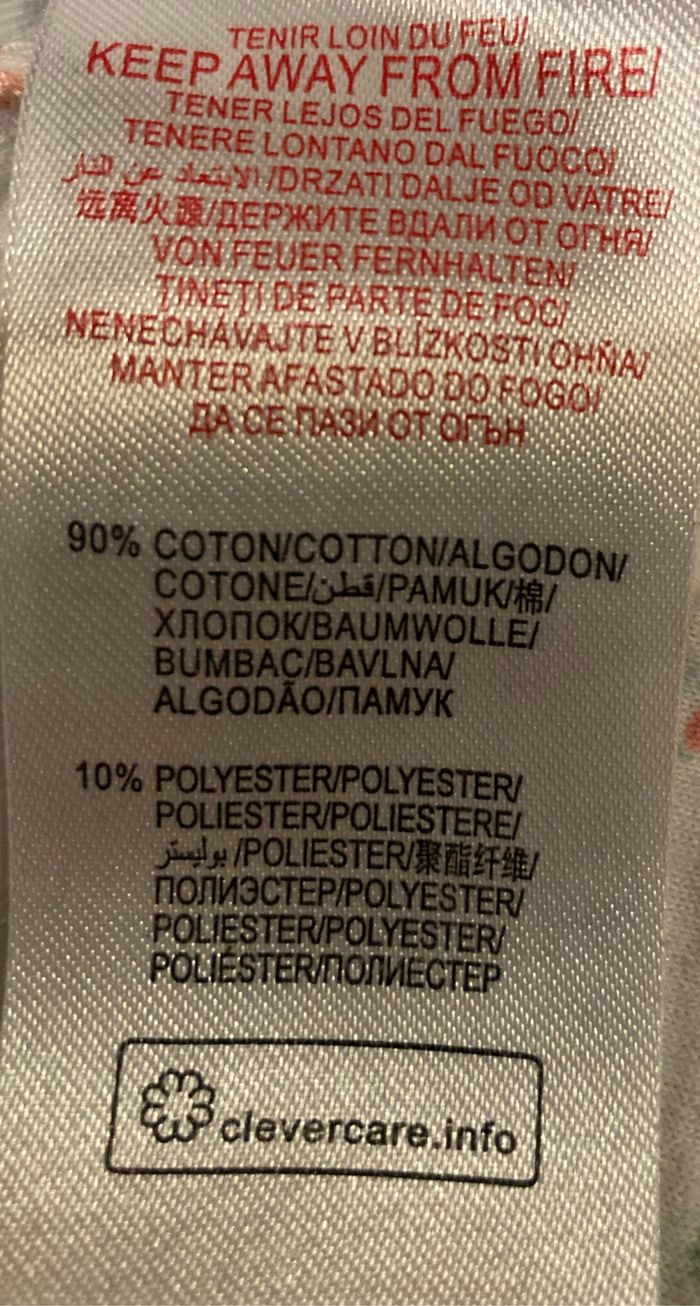 TENIR LOIN DU FEU/
KEEP AWAY FROM FIRE/
TENER LEJOS DEL FUEGO/
TENERE LONTANO DAL FUOCO/
الابتعاد عن النار/DRZATI DALJE OD VATRE/
远离火源/ДЕРЖИТЕ ВДАЛИ ОТ ОГНЯ/
VON FEUER FERNHALTEN/
ȚINEȚI DE PARTE DE FOC/
NENECHÁVAJTE V BLÍZKOSTI OHŇA/
MANTER AFASTADO DO FOGO/
ДА СЕ ПАЗИ ОТ ОГЪН
90% COTON/COTTON/ALGODON/
COTONE/قطن/PAMUK/棉/
ХЛОПОК/BAUMWOLLE/
BUMBAC/BAVLNA/
ALGODÃO/ПАМУК
10% POLYESTER/POLYESTER/
POLIESTER/POLIESTERE/
بوليستر/POLIESTER/聚酯纤维/
ПОЛИЭСТЕР/POLYESTER/
POLIESTER/POLYESTER/
POLIÉSTER/ПОЛИЕСТЕР
clevercare.info